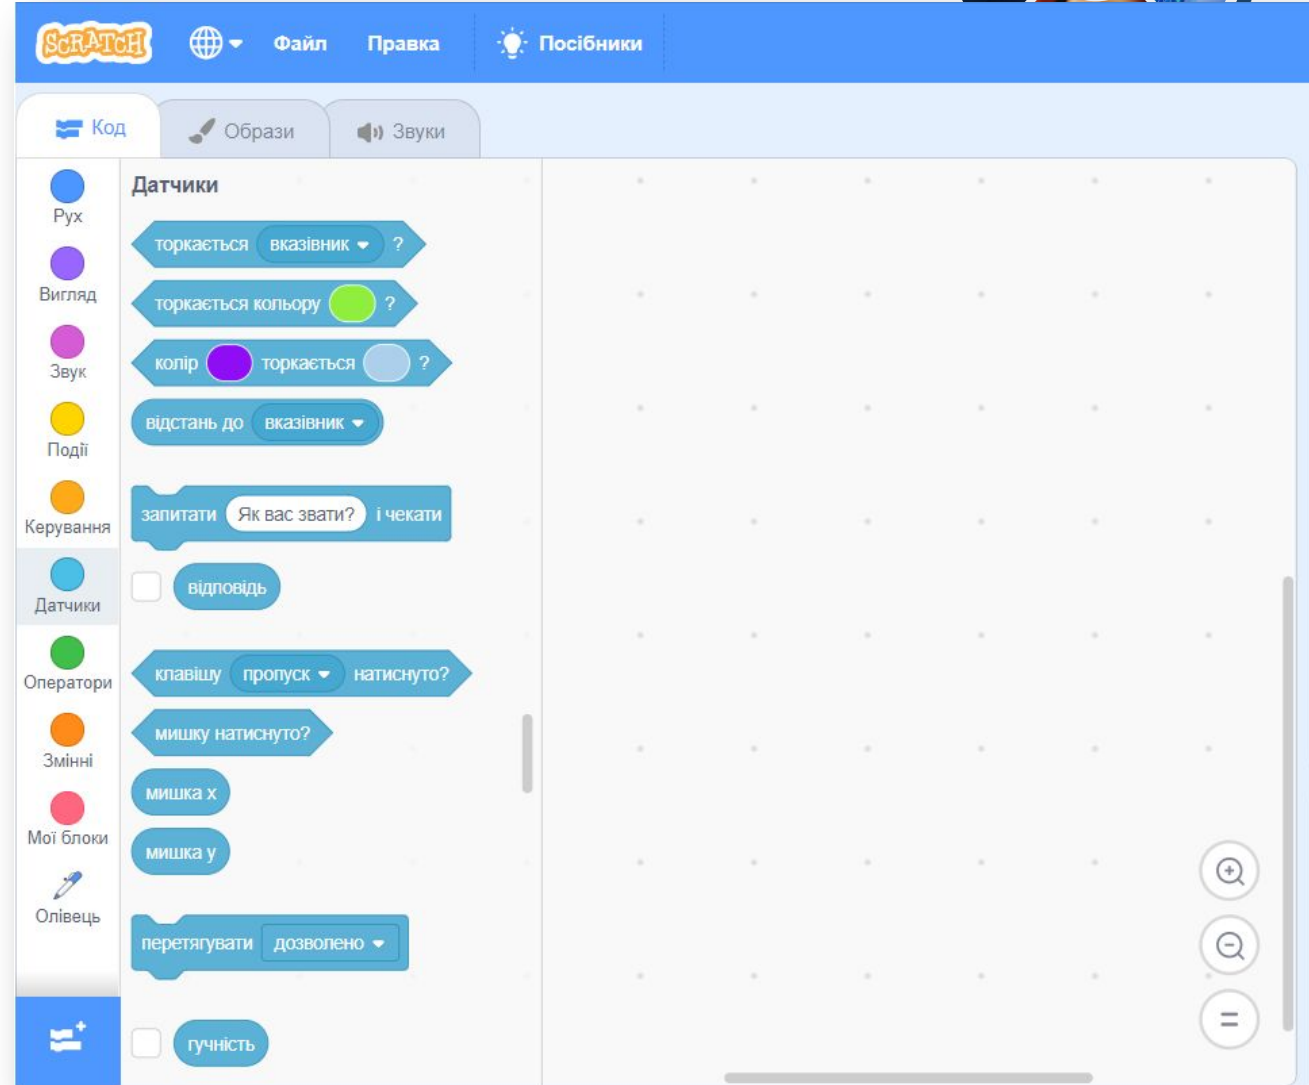 SCRATCH Файл Правка Посібники
Код Образи Звуки
Рух
Вигляд
Звук
Події
Керування
Датчики
Оператори
Змінні
Мої блоки
Олівець
Датчики
торкається вказівник ?
торкається кольору ?
колір торкається ?
відстань до вказівник
запитати Як вас звати? і чекати
відповідь
клавішу пропуск натиснуто?
мишку натиснуто?
мишка x
мишка y
перетягувати дозволено
гучність